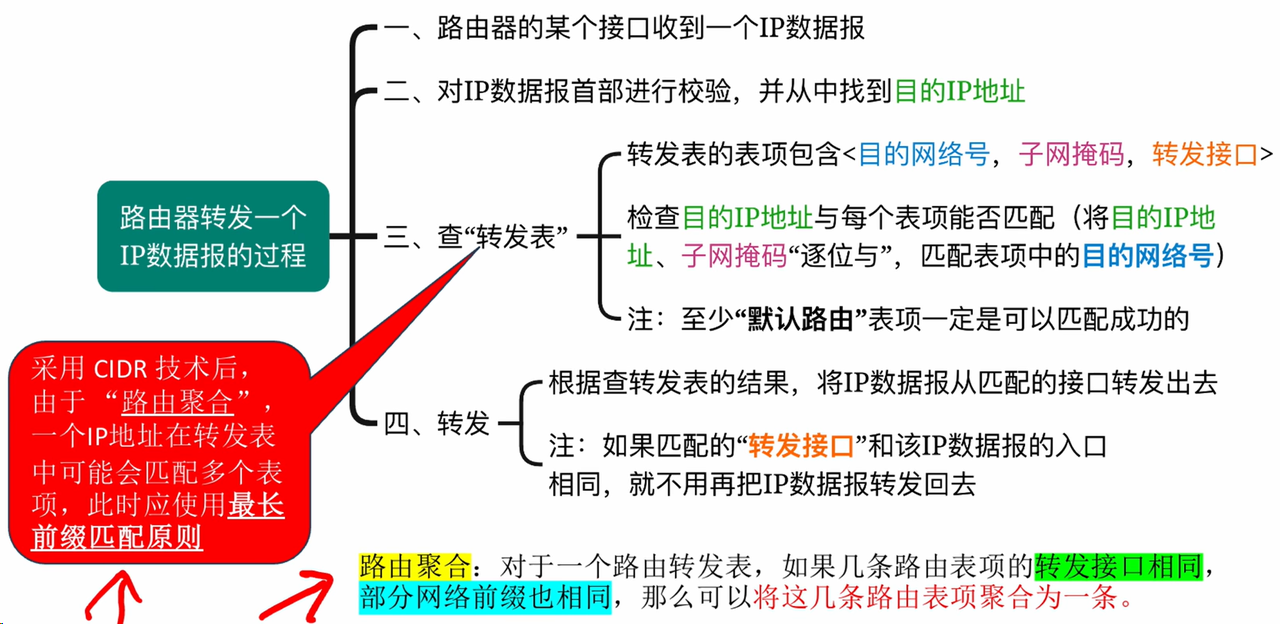 一、路由器的某个接口收到一个IP数据报
二、对IP数据报首部进行校验，并从中找到目的IP地址
路由器转发一个
IP数据报的过程
三、查“转发表”
转发表的表项包含<目的网络号，子网掩码，转发接口>
检查目的IP地址与每个表项能否匹配（将目的IP地
址、子网掩码“逐位与”，匹配表项中的目的网络号）
注：至少“默认路由”表项一定是可以匹配成功的
采用 CIDR 技术后，
由于 “路由聚合”，
一个IP地址在转发表
中可能会匹配多个表
项，此时应使用最长
前缀匹配原则
四、转发
根据查转发表的结果，将IP数据报从匹配的接口转发出去
注：如果匹配的“转发接口”和该IP数据报的入口
相同，就不用再把IP数据报转发回去
路由聚合：对于一个路由转发表，如果几条路由表项的转发接口相同，
部分网络前缀也相同，那么可以将这几条路由表项聚合为一条。